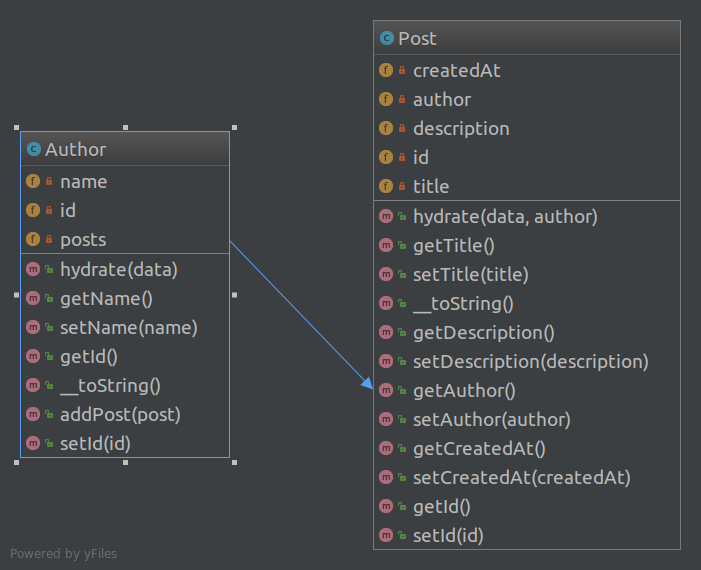 Author
name
id
posts
hydrate(data)
getName()
setName(name)
getId()
__toString()
addPost(post)
setId(id)
Post
createdAt
author
description
id
title
hydrate(data, author)
getTitle()
setTitle(title)
__toString()
getDescription()
setDescription(description)
getAuthor()
setAuthor(author)
getCreatedAt()
setCreatedAt(createdAt)
getId()
setId(id)
Powered by yFiles